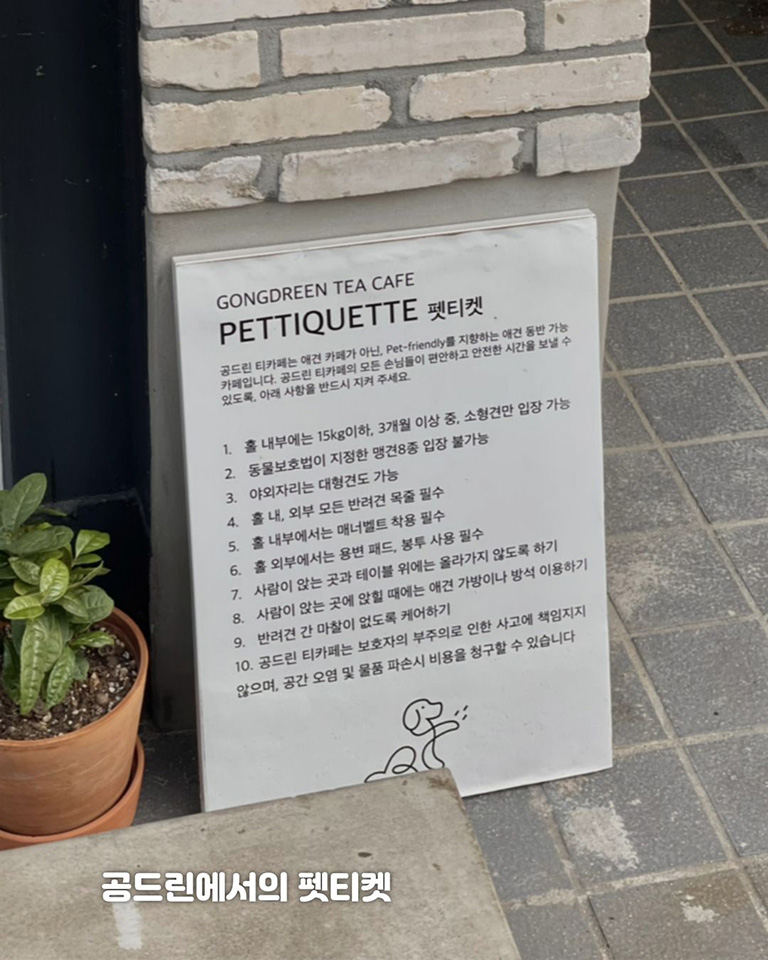 GONGDREEN TEA CAFE
PETTIQUETTE 펫티켓
공드린 티카페는 애견 카페가 아닌, Pet-friendly를 지향하는 애견 동반 가능
카페입니다. 공드린 티카페의 모든 손님들이 편안하고 안전한 시간을 보낼 수
있도록, 아래 사항을 반드시 지켜 주세요.
1. 홀 내부에는 15kg이하, 3개월 이상 중, 소형견만 입장 가능
2. 동물보호법이 지정한 맹견8종 입장 불가능
3. 야외자리는 대형견도 가능
4. 홀 내, 외부 모든 반려견 목줄 필수
5. 홀 내부에서는 매너벨트 착용 필수
6. 홀 외부에서는 용변 패드, 봉투 사용 필수
7. 사람이 앉는 곳과 테이블 위에는 올라가지 않도록 하기
8. 사람이 앉는 곳에 앉힐 때에는 애견 가방이나 방석 이용하기
9. 반려견 간 마찰이 없도록 케어하기
10. 공드린 티카페는 보호자의 부주의로 인한 사고에 책임지지
않으며, 공간 오염 및 물품 파손시 비용을 청구할 수 있습니다
공드린에서의 펫티켓